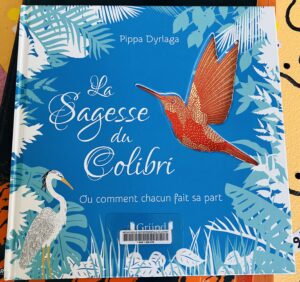 Pippa Dyrlaga
La
Sagesse
du
Colibri
Ou comment chacun fait sa part
Gründ